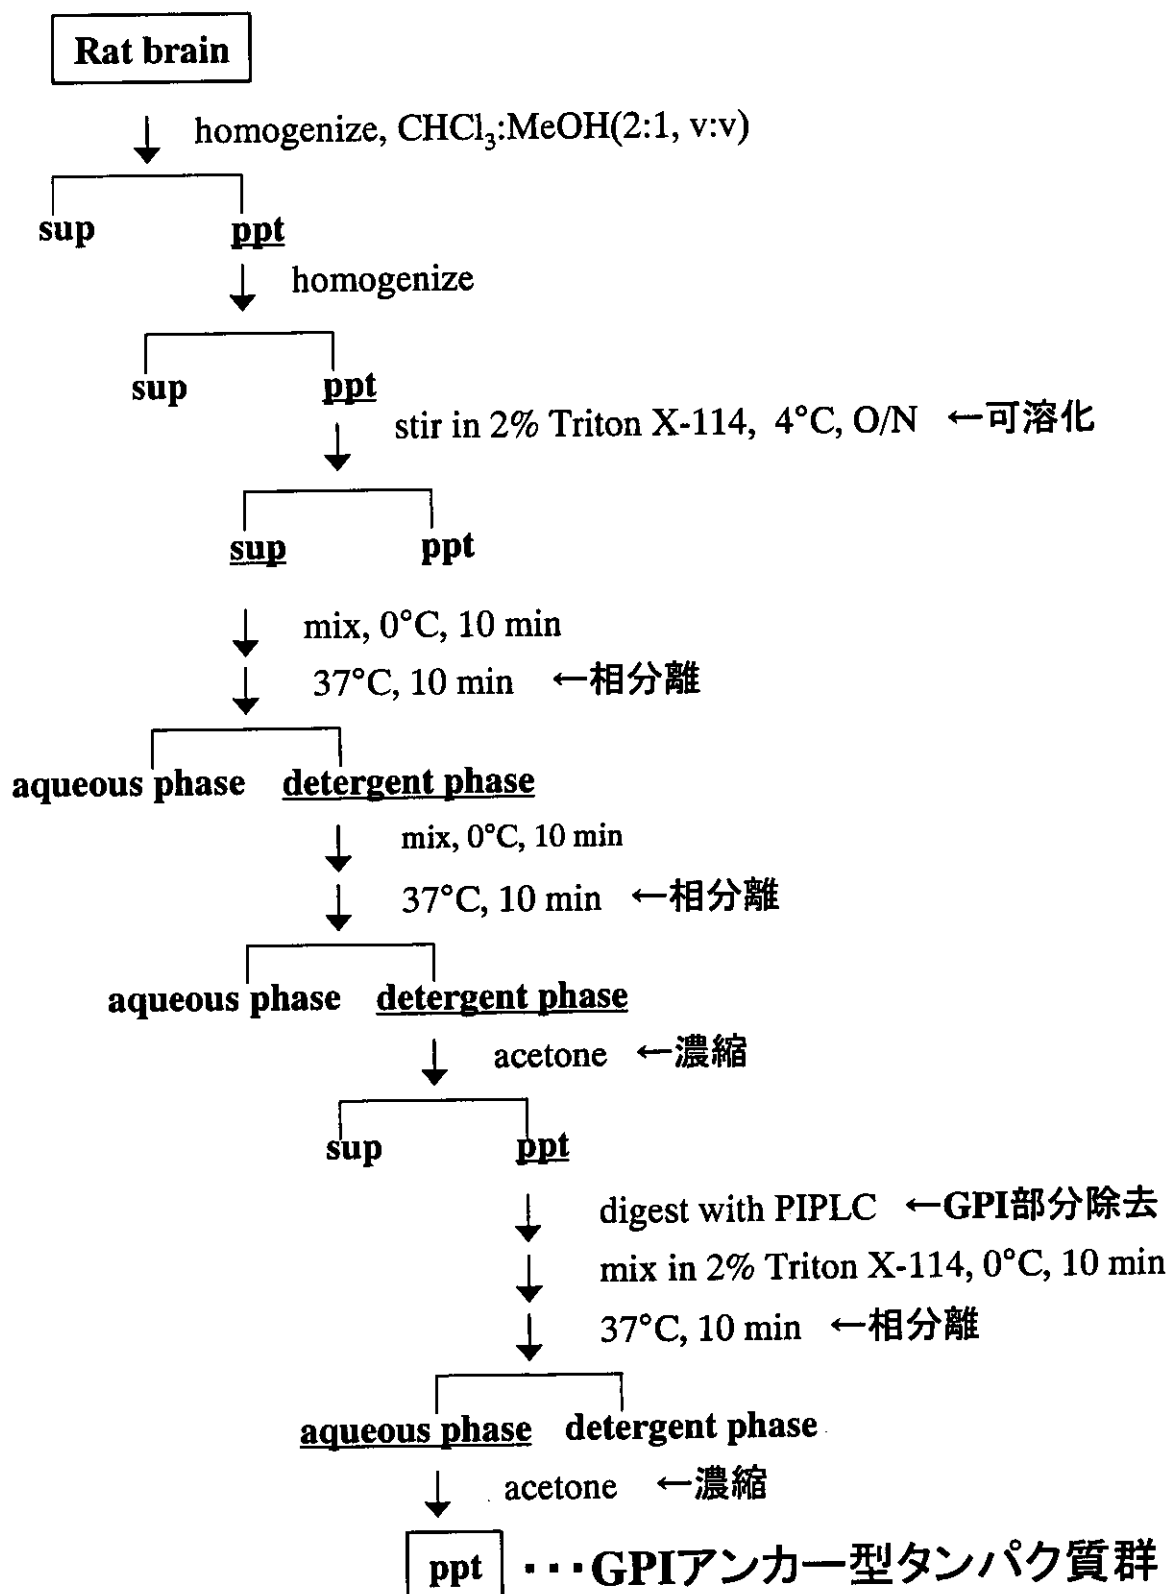 Rat brain
homogenize, CHCl₃:MeOH(2:1, v:v)
sup ppt
homogenize
sup ppt
stir in 2% Triton X-114, 4°C, O/N ←可溶化
sup ppt
mix, 0°C, 10 min
37°C, 10 min ←相分離
aqueous phase detergent phase
mix, 0°C, 10 min
37°C, 10 min ←相分離
aqueous phase detergent phase
acetone ←濃縮
sup ppt
digest with PIPLC ←GPI部分除去
mix in 2% Triton X-114, 0°C, 10 min
37°C, 10 min ←相分離
aqueous phase detergent phase
acetone ←濃縮
ppt ・・・GPIアンカー型タンパク質群